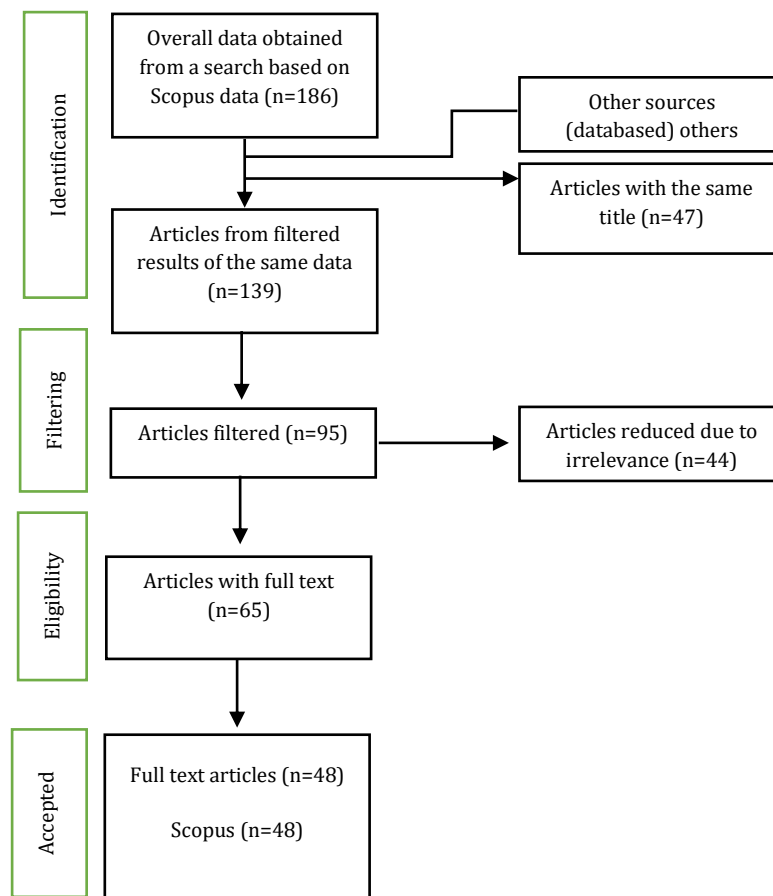 Identification
Overall data obtained
from a search based on
Scopus data (n=186)
Other sources
(databased) others
Articles with the same
title (n=47)
Articles from filtered
results of the same data
(n=139)
Filtering
Articles filtered (n=95)
Articles reduced due to
irrelevance (n=44)
Eligibility
Articles with full text
(n=65)
Accepted
Full text articles (n=48)
Scopus (n=48)